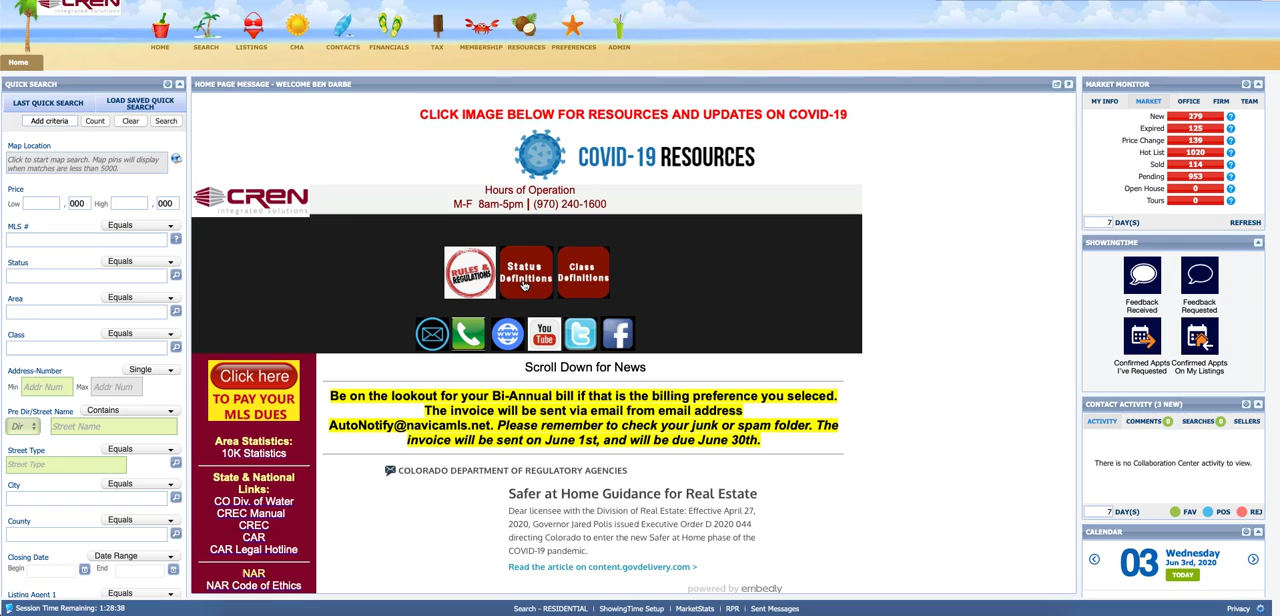 CREN
integrated solutions
HOME
SEARCH
LISTINGS
CMA
CONTACTS
FINANCIALS
TAX
MEMBERSHIP
RESOURCES
PREFERENCES
ADMIN
Home
QUICK SEARCH
LAST QUICK SEARCH
LOAD SAVED QUICK
SEARCH
Add criteria
Count
Clear
Search
Map Location
Click to start map search. Map pins will display
when matches are less than 5000.
Price
Low , 000 High , 000
MLS # Equals
Status Equals
Area Equals
Class Equals
Address-Number Single
Min Addr Num Max Addr Num
Pre Dir/Street Name Contains
Dir Street Name
Street Type Equals
Street Type
City Equals
County Equals
Closing Date Date Range
Begin End
Listing Agent 1 Equals
HOME PAGE MESSAGE - WELCOME BEN DARBE
CLICK IMAGE BELOW FOR RESOURCES AND UPDATES ON COVID-19
COVID-19 RESOURCES
CREN
integrated solutions
Hours of Operation
M-F 8am-5pm | (970) 240-1600
RULES &
REGULATIONS
Status
Definitions
Class
Definitions
www
You
Tube
Click here
TO PAY YOUR
MLS DUES
Area Statistics:
10K Statistics
State & National
Links:
CO Div. of Water
CREC Manual
CREC
CAR
CAR Legal Hotline
NAR
NAR Code of Ethics
Scroll Down for News
Be on the lookout for your Bi-Annual bill if that is the billing preference you seleced.
The invoice will be sent via email from email address
AutoNotify@navicamls.net. Please remember to check your junk or spam folder. The
invoice will be sent on June 1st, and will be due June 30th.
COLORADO DEPARTMENT OF REGULATORY AGENCIES
Safer at Home Guidance for Real Estate
Dear licensee with the Division of Real Estate: Effective April 27,
2020, Governor Jared Polis issued Executive Order D 2020 044
directing Colorado to enter the new Safer at Home phase of the
COVID-19 pandemic.
Read the article on content.govdelivery.com >
powered by embedly
MARKET MONITOR
MY INFO
MARKET
OFFICE
FIRM
TEAM
New 279 ?
Expired 125 ?
Price Change 139 ?
Hot List 1020 ?
Sold 114 ?
Pending 953 ?
Open House 0 ?
Tours 0 ?
7 DAY(S) REFRESH
SHOWINGTIME
Feedback
Received
Feedback
Requested
Confirmed Appts
I've Requested
Confirmed Appts
On My Listings
CONTACT ACTIVITY (3 NEW)
ACTIVITY
COMMENTS 0
SEARCHES 0
SELLERS
There is no Collaboration Center activity to view.
7 DAY(S) FAV POS REJ
CALENDAR
03
Wednesday
Jun 3rd, 2020
TODAY
Session Time Remaining: 1:28:38
Search - RESIDENTIAL | ShowingTime Setup | MarketStats | RPR | Sent Messages
Privacy